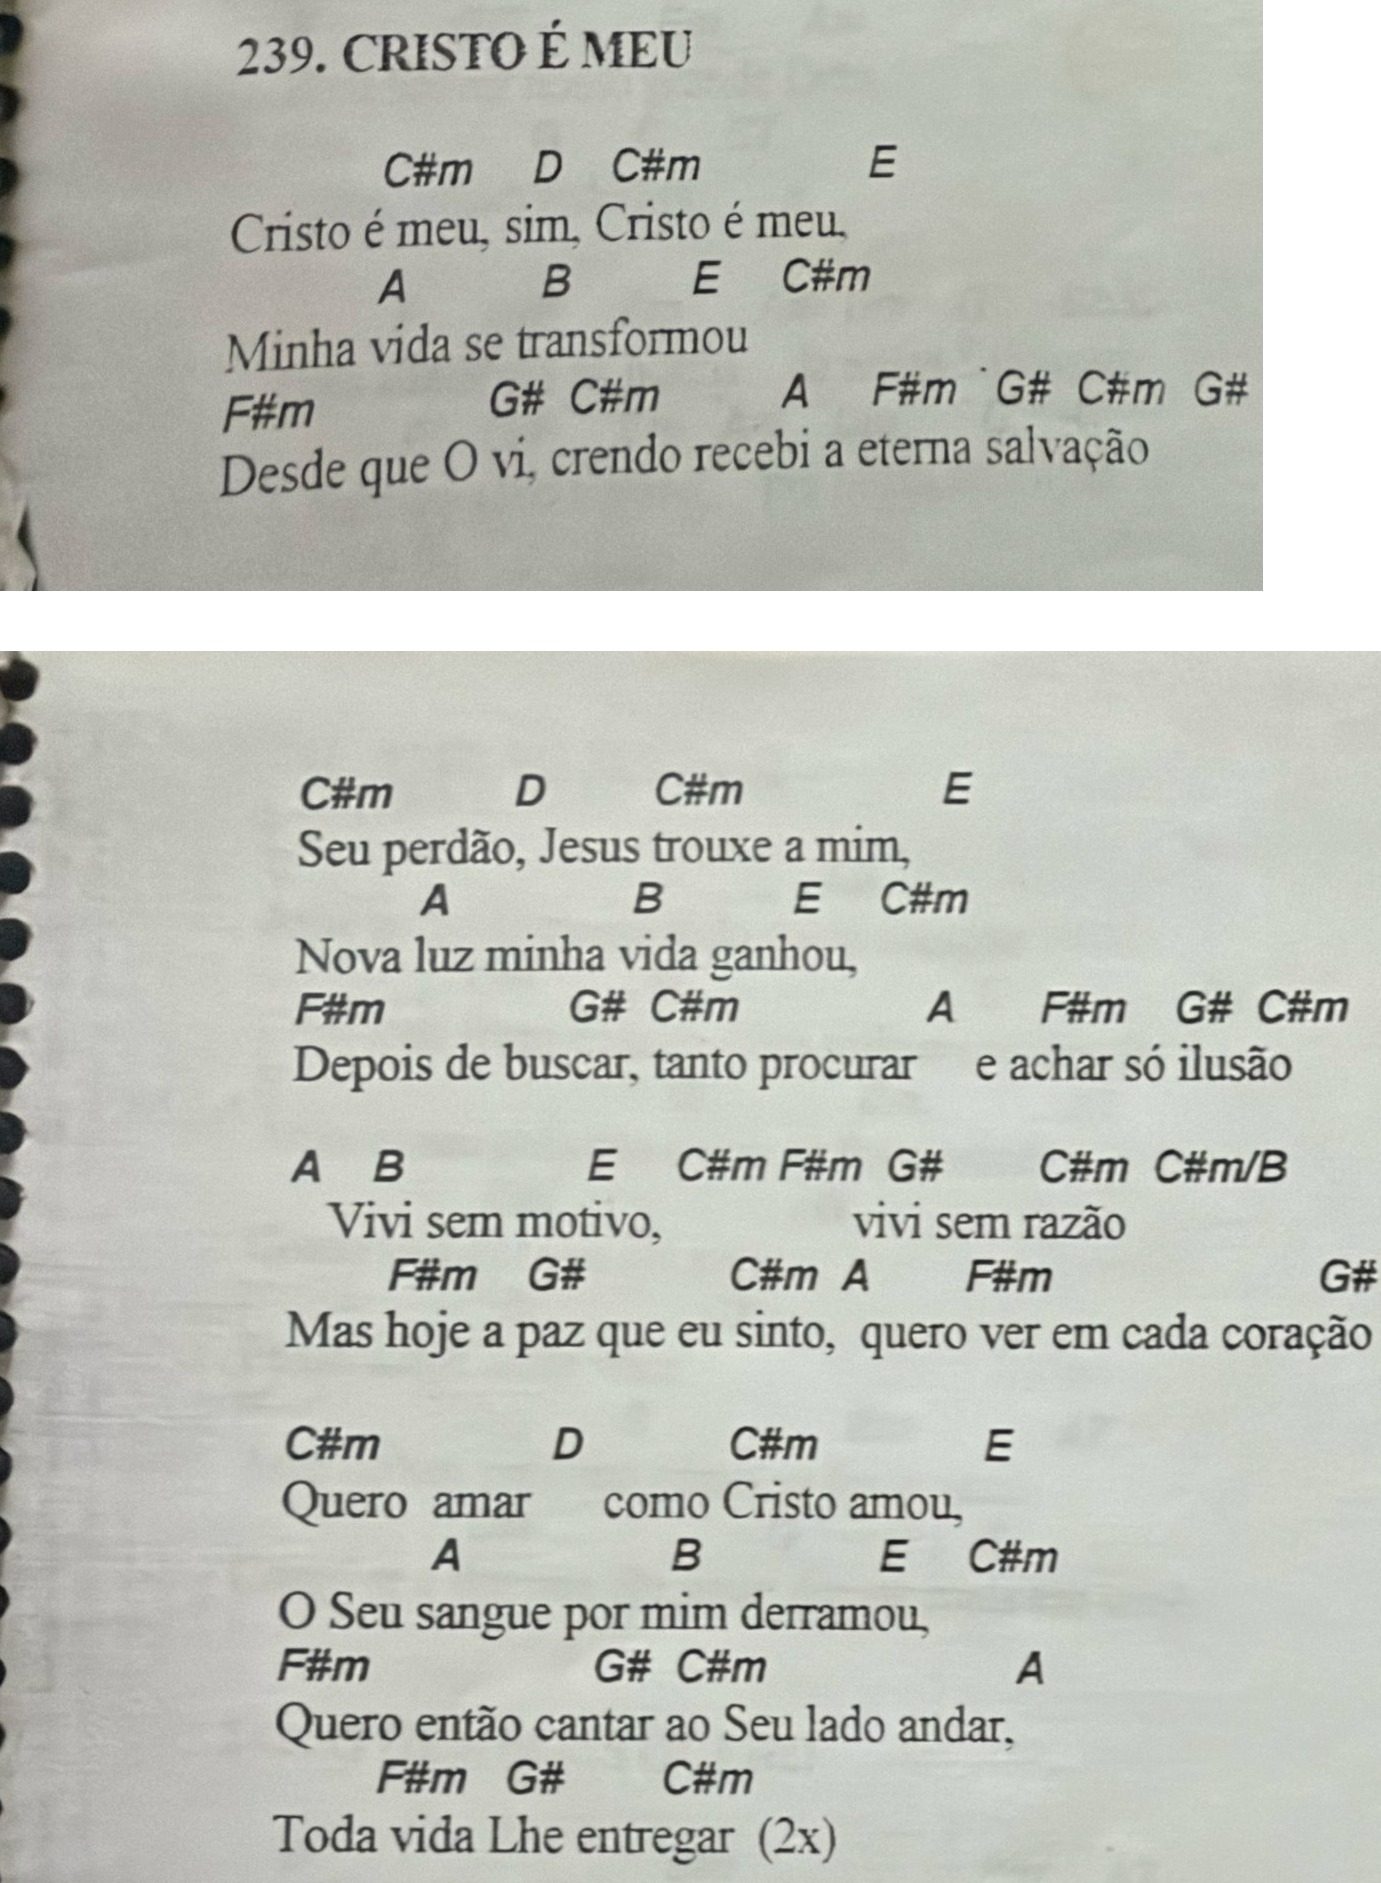 239. CRISTO É MEU
C#m D C#m E
Cristo é meu, sim, Cristo é meu,
A B E C#m
Minha vida se transformou
F#m G# C#m A F#m G# C#m G#
Desde que O vi, crendo recebi a eterna salvação
C#m D C#m E
Seu perdão, Jesus trouxe a mim,
A B E C#m
Nova luz minha vida ganhou,
F#m G# C#m A F#m G# C#m
Depois de buscar, tanto procurar e achar só ilusão
A B E C#m F#m G# C#m C#m/B
Vivi sem motivo, vivi sem razão
F#m G# C#m A F#m G#
Mas hoje a paz que eu sinto, quero ver em cada coração
C#m D C#m E
Quero amar como Cristo amou,
A B E C#m
O Seu sangue por mim derramou,
F#m G# C#m A
Quero então cantar ao Seu lado andar,
F#m G# C#m
Toda vida Lhe entregar (2x)